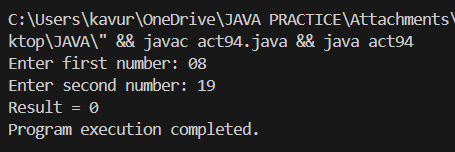 C:\Users\kavur\OneDrive\JAVA PRACTICE\Attachments\
ktop\JAVA\" && javac act94.java && java act94
Enter first number: 08
Enter second number: 19
Result = 0
Program execution completed.